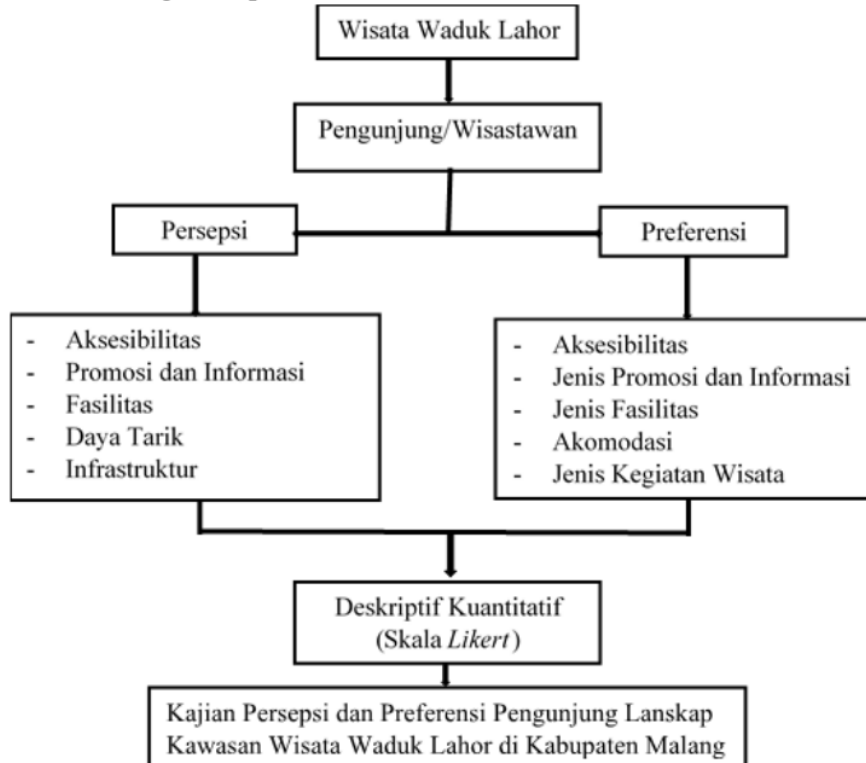 Wisata Waduk Lahor
Pengunjung/Wisastawan
Persepsi
Preferensi
- Aksesibilitas
- Promosi dan Informasi
- Fasilitas
- Daya Tarik
- Infrastruktur
- Aksesibilitas
- Jenis Promosi dan Informasi
- Jenis Fasilitas
- Akomodasi
- Jenis Kegiatan Wisata
Deskriptif Kuantitatif
(Skala Likert)
Kajian Persepsi dan Preferensi Pengunjung Lanskap
Kawasan Wisata Waduk Lahor di Kabupaten Malang